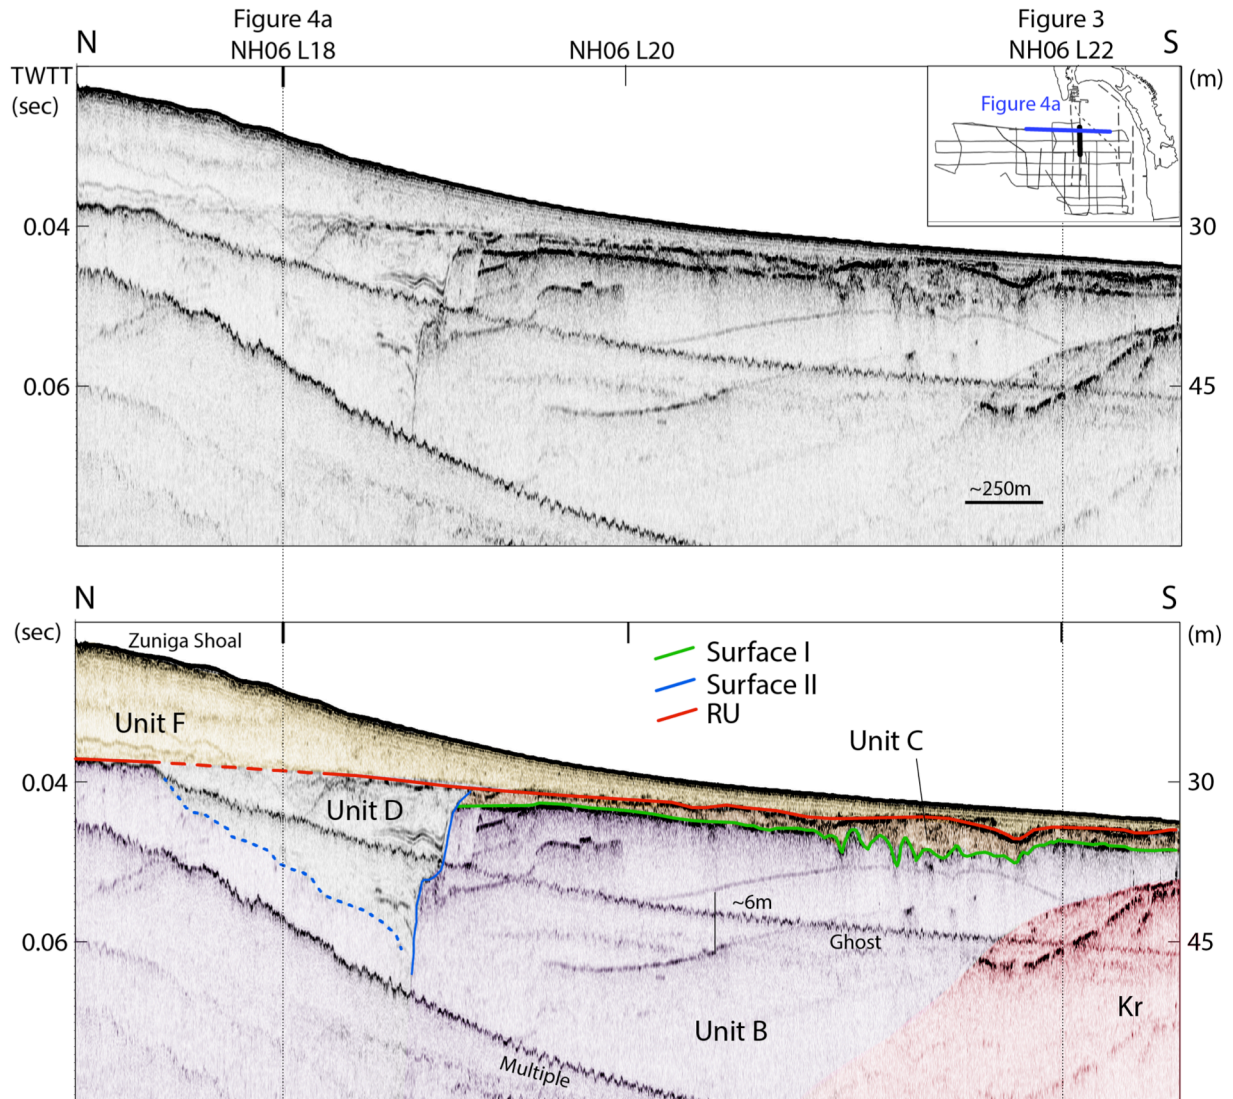 Figure 4a
Figure 3
N
NH06 L18
NH06 L20
NH06 L22
S
TWTT
(sec)
(m)
Figure 4a
0.04
30
0.06
45
~250m
N
S
(sec)
(m)
Zuniga Shoal
Surface I
Surface II
RU
Unit F
Unit C
0.04
30
Unit D
~6m
Ghost
0.06
45
Kr
Unit B
Multiple